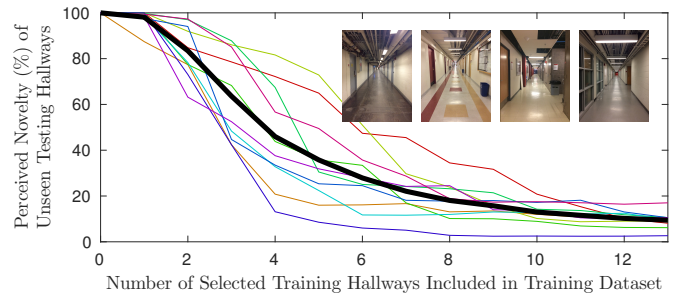 Perceived Novelty (%) of
Unseen Testing Hallways
100
80
60
40
20
0
0 2 4 6 8 10 12
Number of Selected Training Hallways Included in Training Dataset